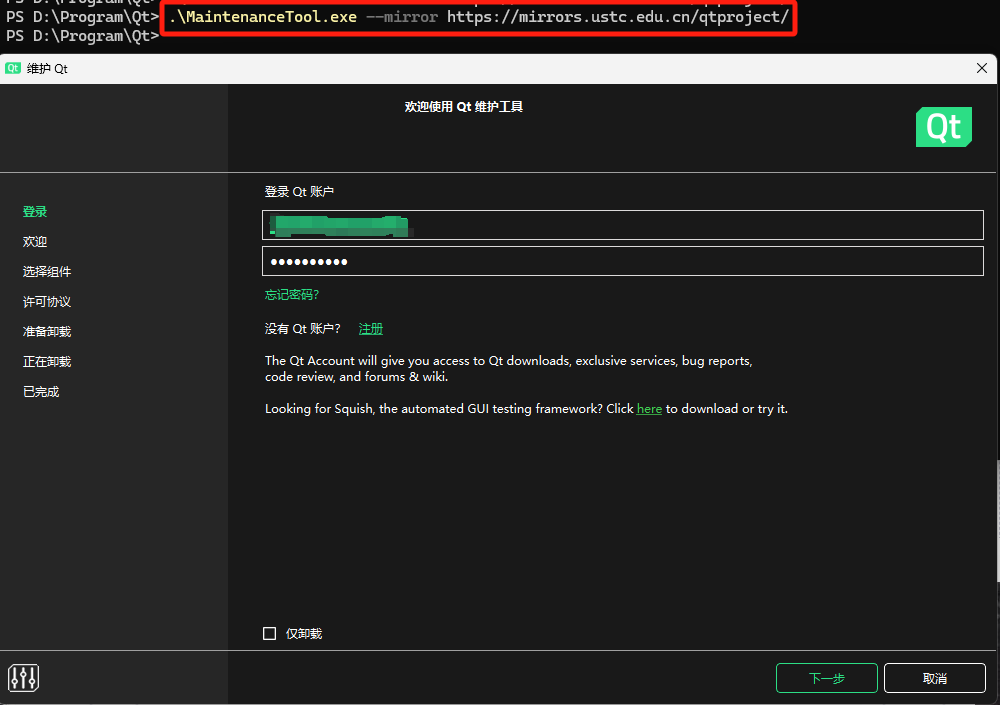 PS D:\Program\Qt>
PS D:\Program\Qt> .\MaintenanceTool.exe --mirror https://mirrors.ustc.edu.cn/qtproject/
PS D:\Program\Qt>
Qt 维护 Qt
欢迎使用 Qt 维护工具
Qt
登录
欢迎
选择组件
许可协议
准备卸载
正在卸载
已完成
登录 Qt 账户
忘记密码?
没有 Qt 账户? 注册
The Qt Account will give you access to Qt downloads, exclusive services, bug reports,
code review, and forums & wiki.
Looking for Squish, the automated GUI testing framework? Click here to download or try it.
仅卸载
下一步
取消